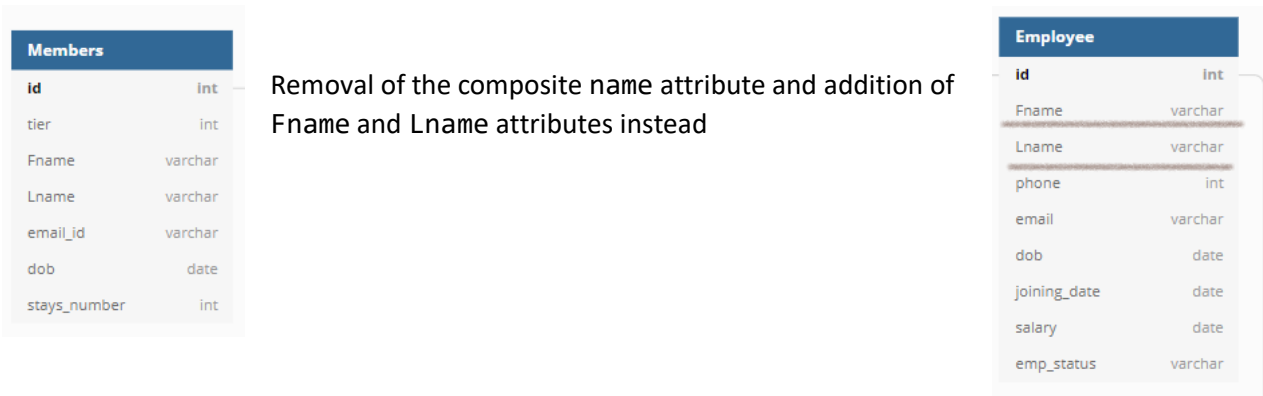 Members
id int
tier int
Fname varchar
Lname varchar
email_id varchar
dob date
stays_number int
Removal of the composite name attribute and addition of
Fname and Lname attributes instead
Employee
id int
Fname varchar
Lname varchar
phone int
email varchar
dob date
joining_date date
salary date
emp_status varchar